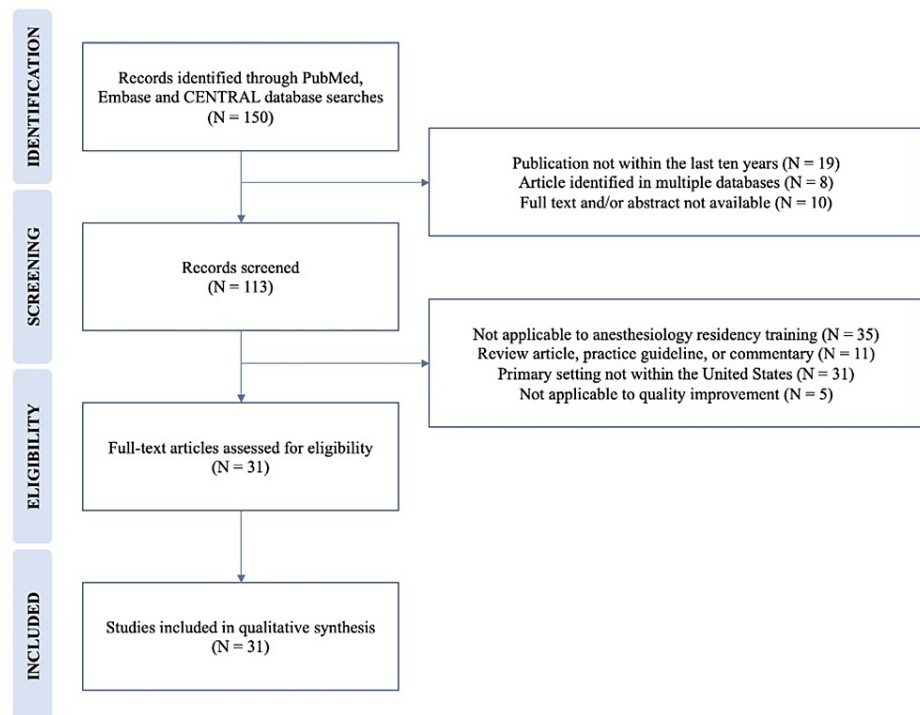 IDENTIFICATION
Records identified through PubMed,
Embase and CENTRAL database searches
(N = 150)
Publication not within the last ten years (N = 19)
Article identified in multiple databases (N = 8)
Full text and/or abstract not available (N = 10)
SCREENING
Records screened
(N = 113)
Not applicable to anesthesiology residency training (N = 35)
Review article, practice guideline, or commentary (N = 11)
Primary setting not within the United States (N = 31)
Not applicable to quality improvement (N = 5)
ELIGIBILITY
Full-text articles assessed for eligibility
(N = 31)
INCLUDED
Studies included in qualitative synthesis
(N = 31)